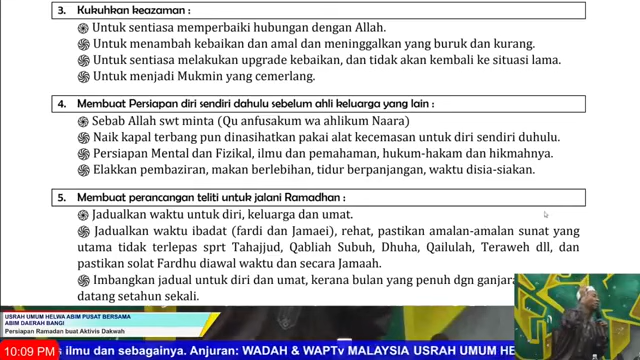 3. Kukuhkan keazaman :
Untuk sentiasa memperbaiki hubungan dengan Allah.
Untuk menambah kebaikan dan amal dan meninggalkan yang buruk dan kurang.
Untuk sentiasa melakukan upgrade kebaikan, dan tidak akan kembali ke situasi lama.
Untuk menjadi Mukmin yang cemerlang.
4. Membuat Persiapan diri sendiri dahulu sebelum ahli keluarga yang lain :
Sebab Allah swt minta (Qu anfusakum wa ahlikum Naara)
Naik kapal terbang pun dinasihatkan pakai alat kecemasan untuk diri sendiri duhulu.
Persiapan Mental dan Fizikal, ilmu dan pemahaman, hukum-hakam dan hikmahnya.
Elakkan pembaziran, makan berlebihan, tidur berpanjangan, waktu disia-siakan.
5. Membuat perancangan teliti untuk jalani Ramadhan :
Jadualkan waktu untuk diri, keluarga dan umat.
Jadualkan waktu ibadat (fardi dan Jamaei), rehat, pastikan amalan-amalan sunat yang
utama tidak terlepas sprt Tahajjud, Qabliah Subuh, Dhuha, Qailulah, Teraweh dll, dan
pastikan solat Fardhu diawal waktu dan secara Jamaah.
Imbangkan jadual untuk diri dan umat, kerana bulan yang penuh dgn ganjara
datang setahun sekali.
USRAH UMUM HELWA ABIM PUSAT BERSAMA
ABIM DAERAH BANGI
Persiapan Ramadan buat Aktivis Dakwah
10:09 PM s ilmu dan sebagainya. Anjuran: WADAH & WAPTv MALAYSIA USRAH UMUM HE